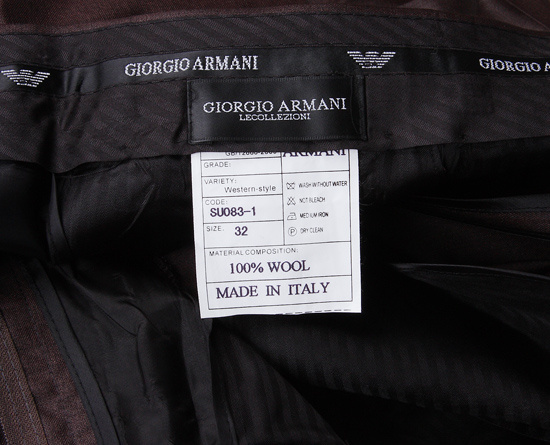 GIORGIO ARMANI
GIORGIO
GIORGIO ARMANI
LECOLLEZIONI
ARMANI
GRADE:
VARIETY:
Western-style
CODE:
SU083-1
SIZE: 32
WASH WITHOUT WATER
NOT BLEACH
MEDIUM IRON
P DRY CLEAN
MATERIAL COMPOSITION:
100% WOOL
MADE IN ITALY